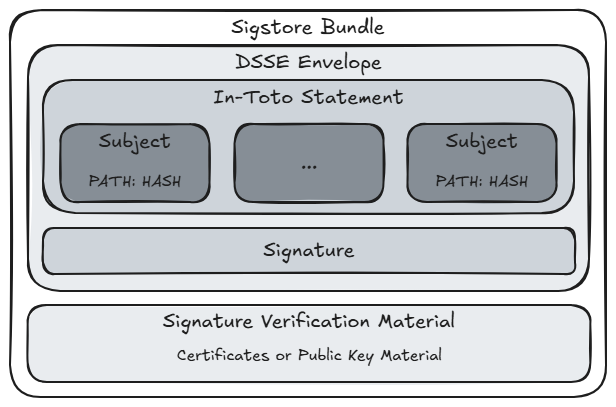 Sigstore Bundle
DSSE Envelope
In-Toto Statement
Subject
PATH: HASH
...
Subject
PATH: HASH
Signature
Signature Verification Material
Certificates or Public Key Material